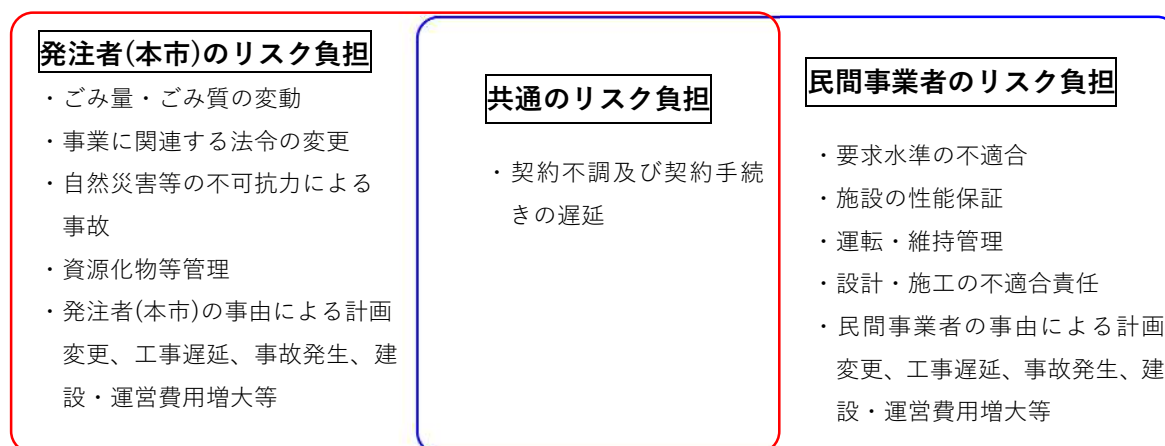 発注者(本市)のリスク負担
・ごみ量・ごみ質の変動
・事業に関連する法令の変更
・自然災害等の不可抗力による
事故
・資源化物等管理
・発注者(本市)の事由による計画
変更、工事遅延、事故発生、建
設・運営費用増大等
共通のリスク負担
・契約不調及び契約手続
きの遅延
民間事業者のリスク負担
・要求水準の不適合
・施設の性能保証
・運転・維持管理
・設計・施工の不適合責任
・民間事業者の事由による計画
変更、工事遅延、事故発生、建
設・運営費用増大等